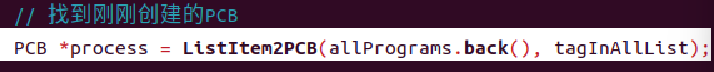 // 找到刚刚创建的PCB
PCB *process = ListItem2PCB(allPrograms.back(), tagInAllList);